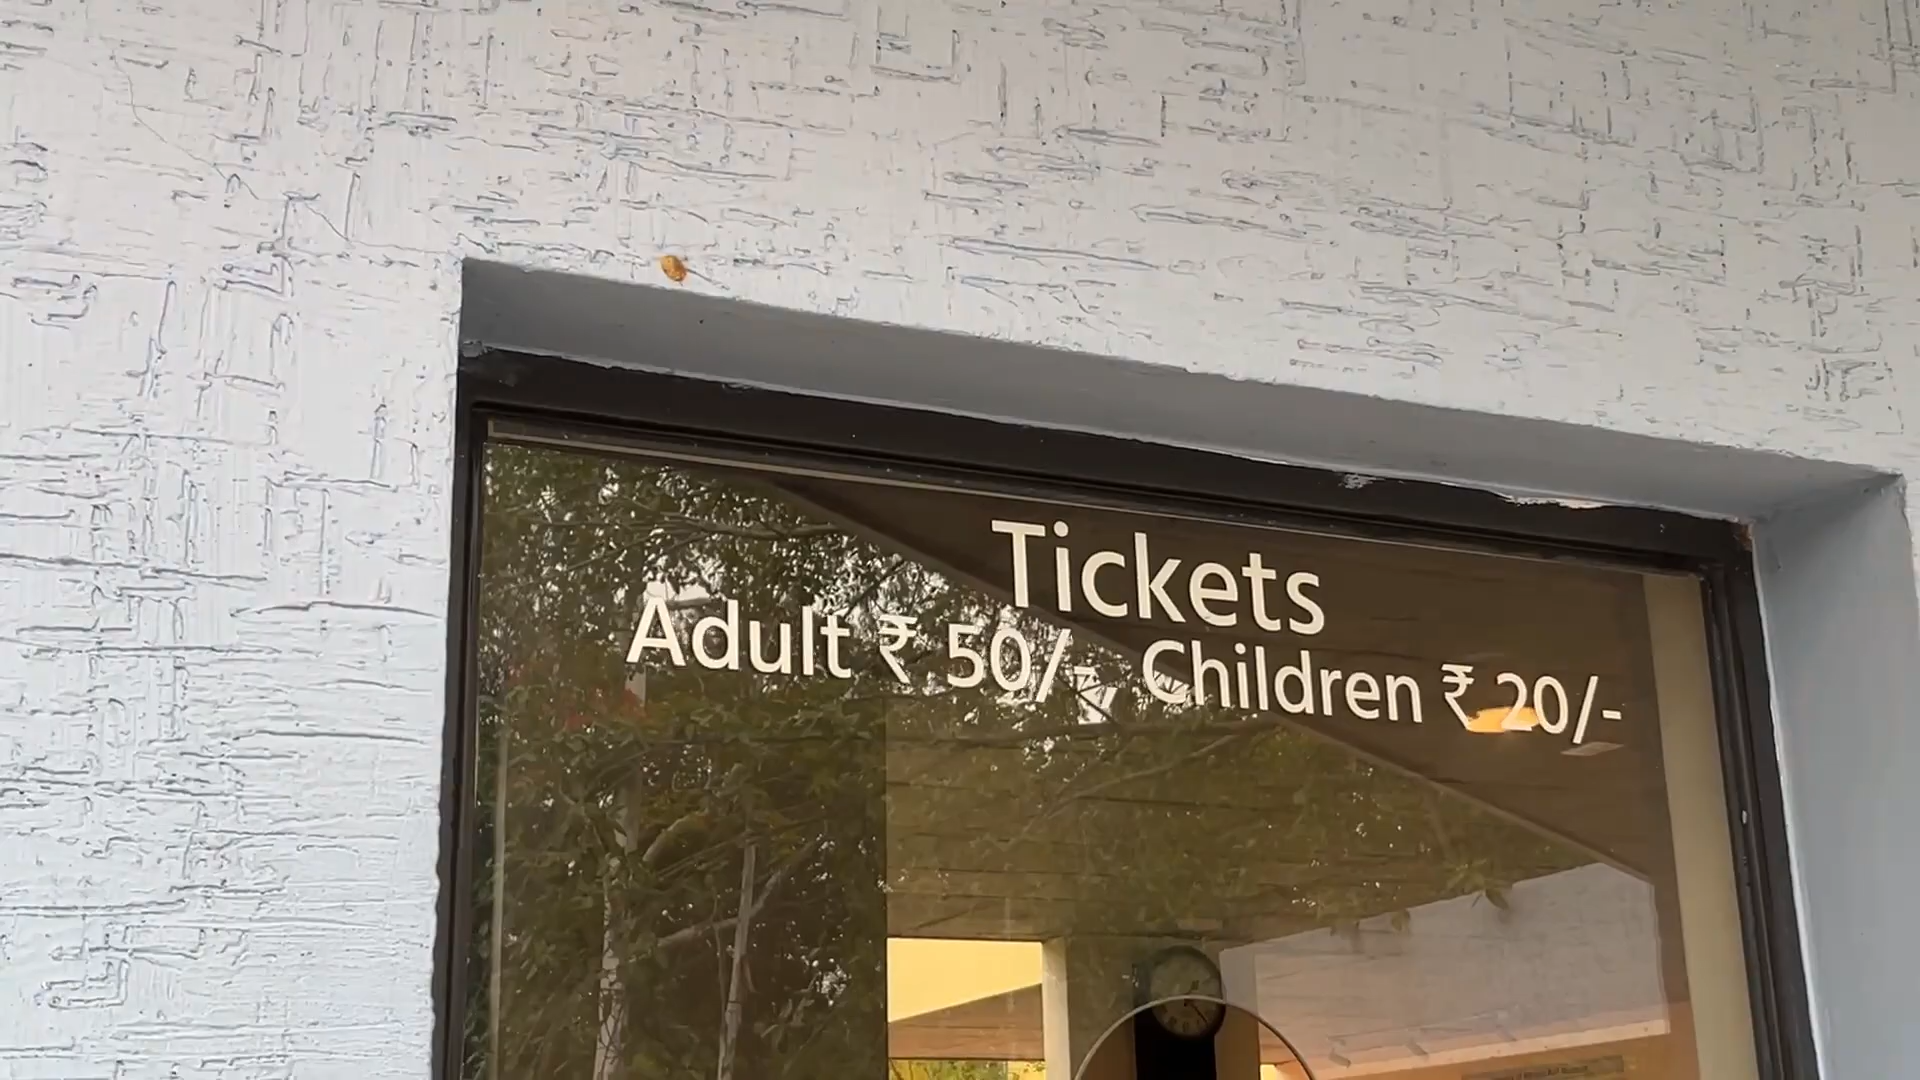 Tickets
Adult ₹ 50/-, Children ₹ 20/-